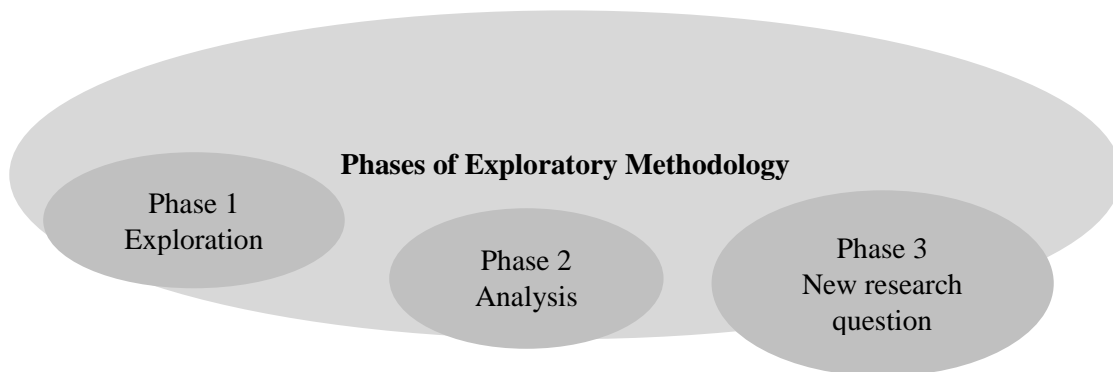 Phases of Exploratory Methodology
Phase 1
Exploration
Phase 2
Analysis
Phase 3
New research
question